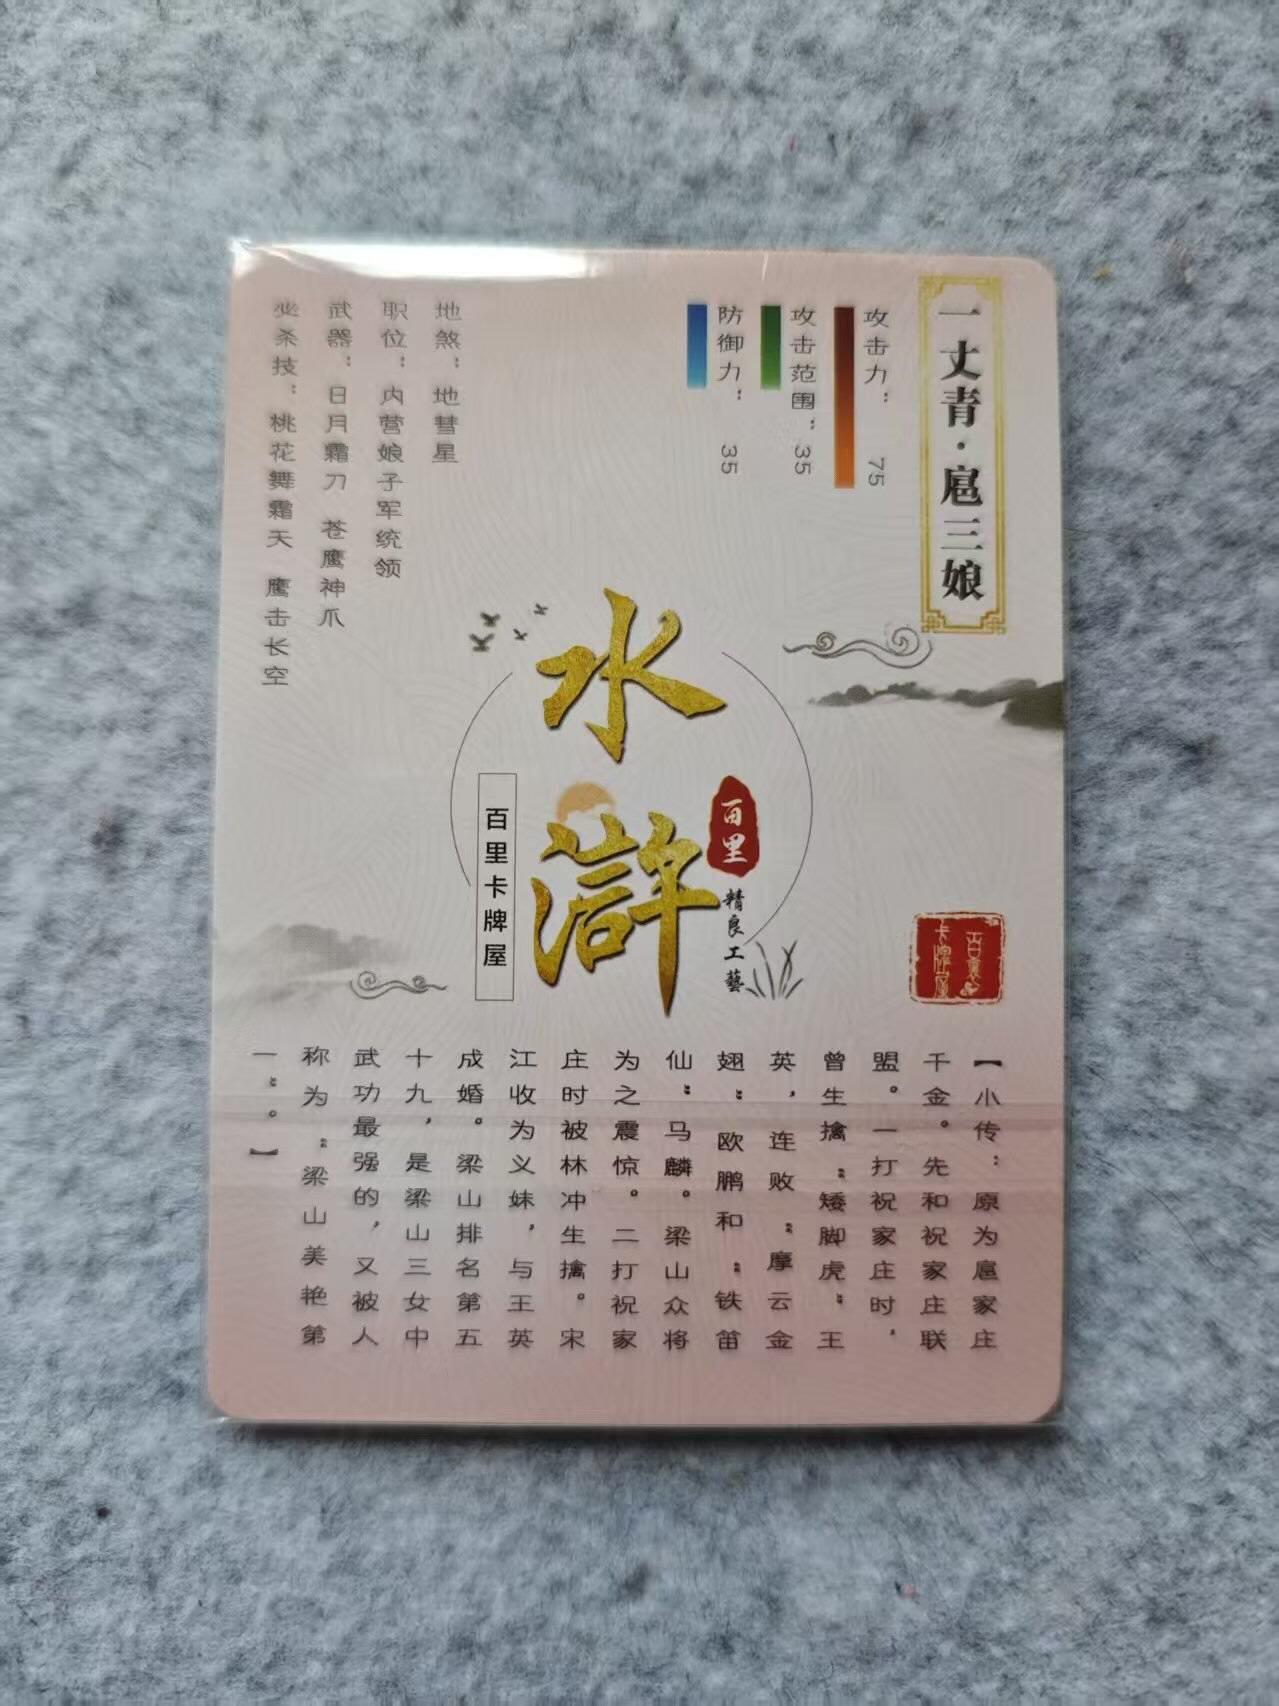 一丈青·扈三娘
攻击力：75
攻击范围：35
防御力：35
地煞：地彗星
职位：内营娘子军统领
武器：日月霜刀 苍鹰神爪
必杀技：桃花舞霜天 鹰击长空
水浒
百里
精良工藝
百里卡牌屋
【小传：原为扈家庄
千金。先和祝家庄联
盟。一打祝家庄时，
曾生擒“矮脚虎”王
英，连败“摩云金
翅”欧鹏和“铁笛
仙”马麟。梁山众将
为之震惊。二打祝家
庄时被林冲生擒。宋
江收为义妹，与王英
成婚。梁山排名第五
十九，是梁山三女中
武功最强的，又被人
称为“梁山美艳第
一”。】